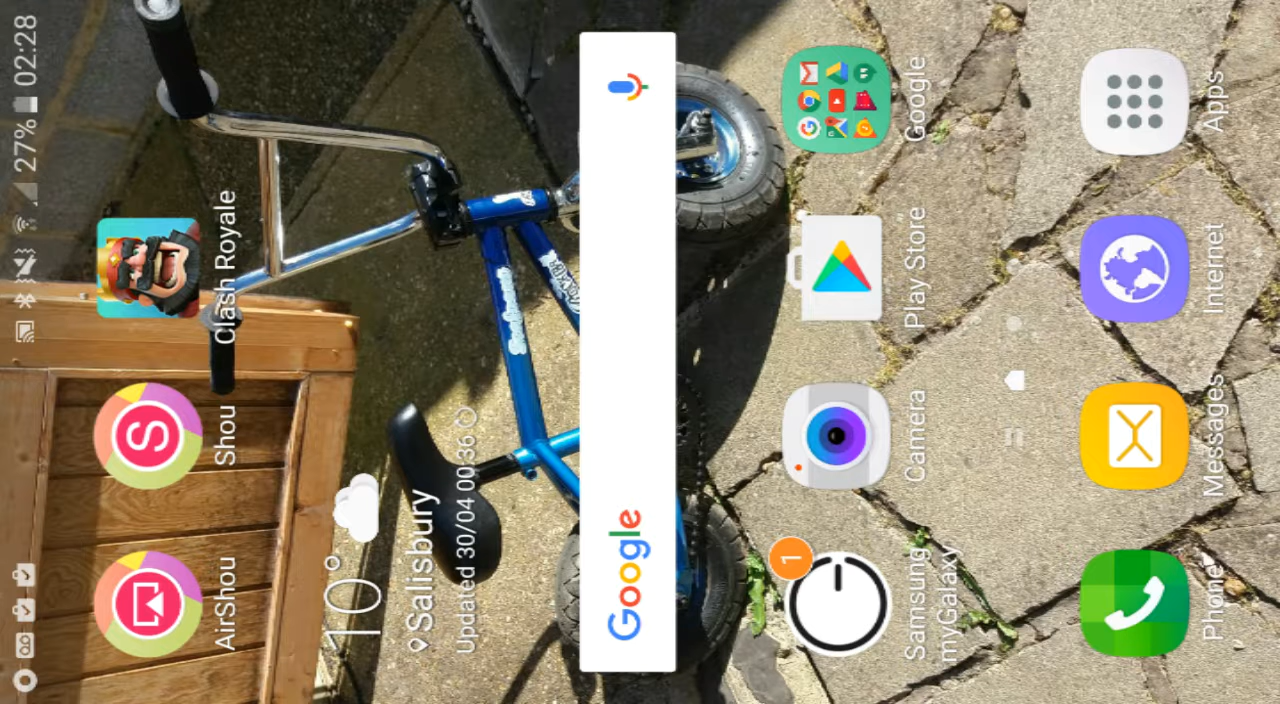 27% 02:28
AirShou
Shou
Clash Royale
10°
Salisbury
Updated 30/04 00:36
Google
1
Samsung
myGalaxy
Camera
Play Store
Google
Phone
Messages
Internet
Apps